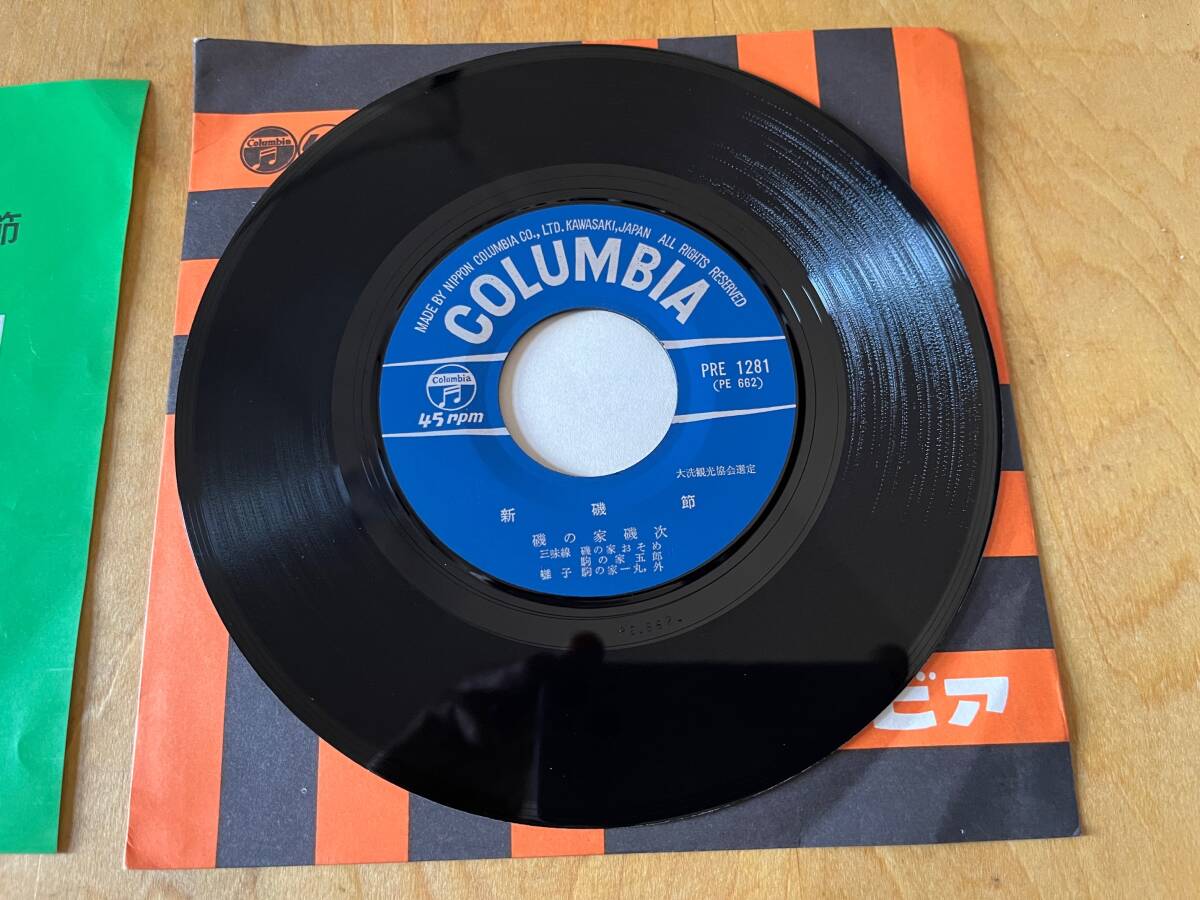 節
Columbia
MADE BY NIPPON COLUMBIA CO., LTD. KAWASAKI, JAPAN ALL RIGHTS RESERVED
COLUMBIA
Columbia
45 rpm
PRE 1281
(PE 662)
大洗観光協会選定
新磯節
磯の家磯次
三味線 磯の家おそめ
駒の家五郎
囃子 駒の家一丸,外
ビア